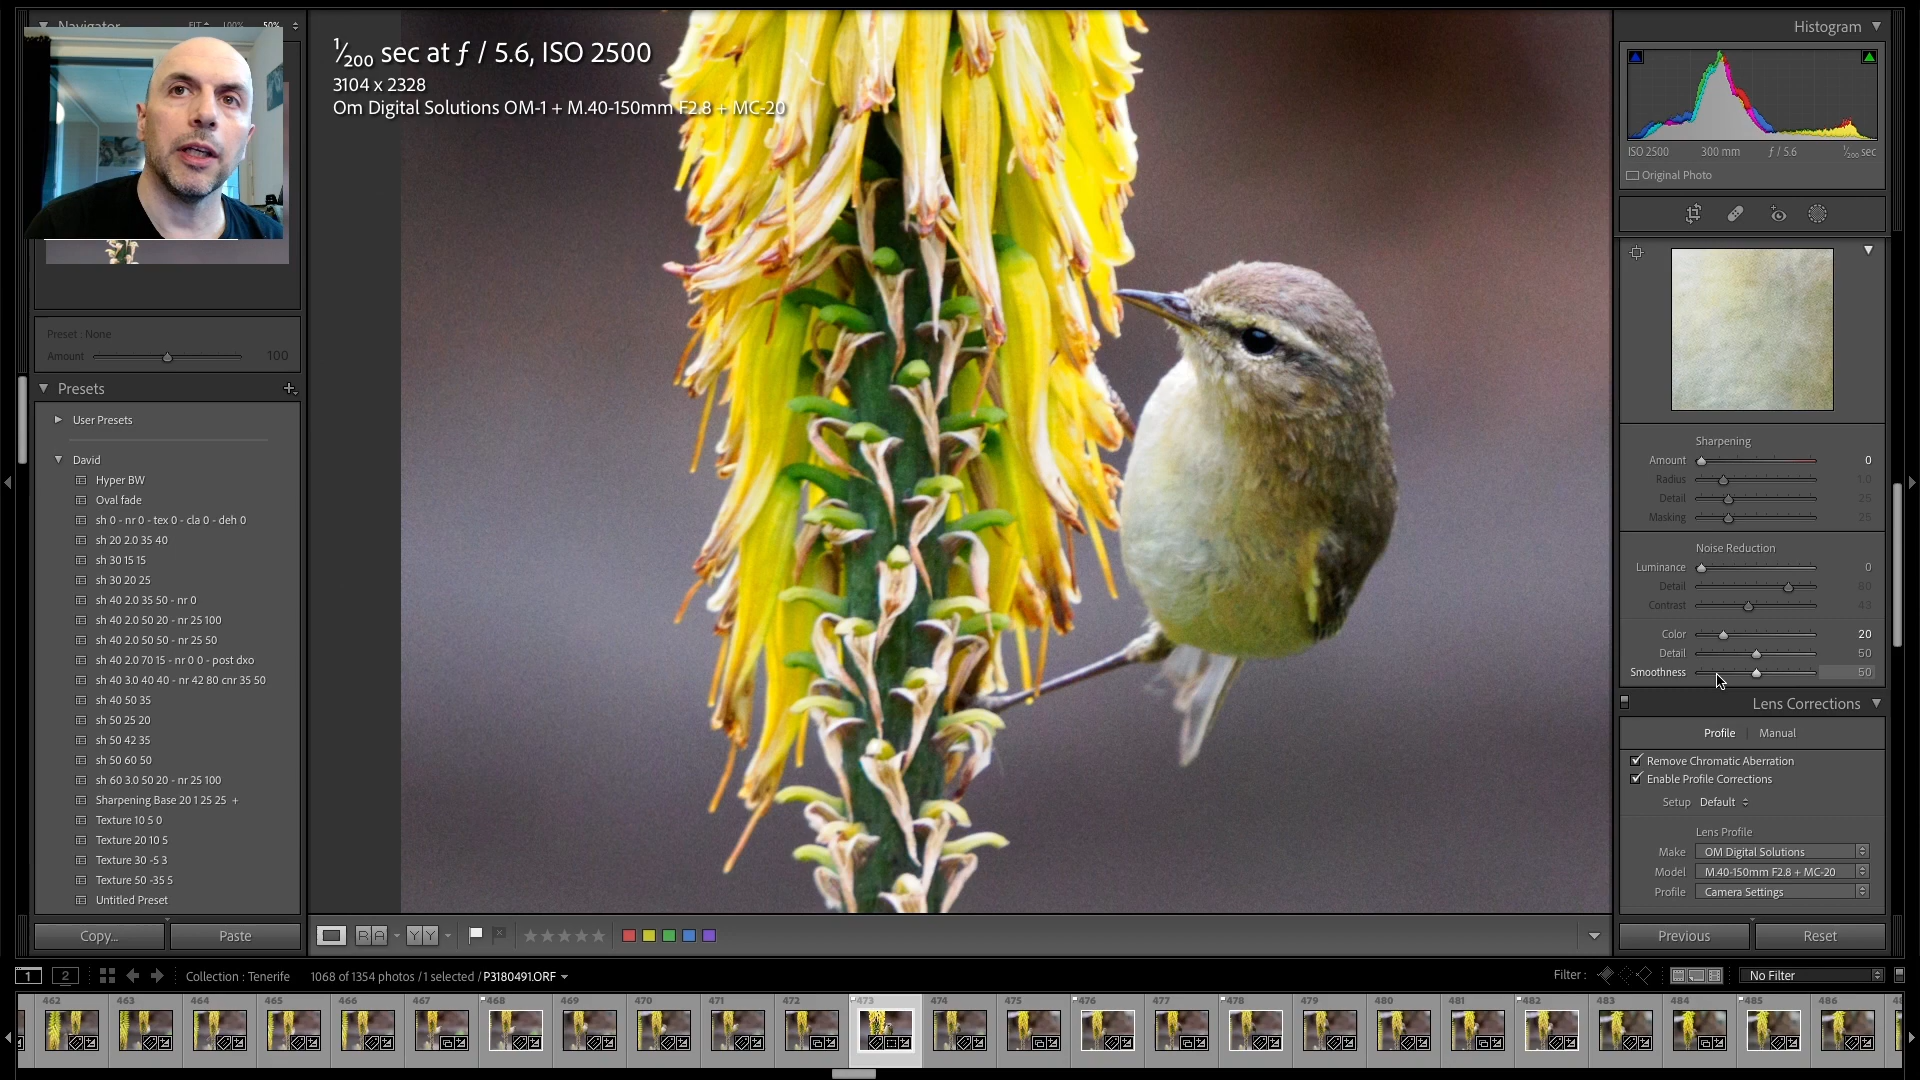 Navigator FIT 100% 50%
1/200 sec at ƒ / 5.6, ISO 2500
3104 x 2328
Om Digital Solutions OM-1 + M.40-150mm F2.8 + MC-20
Preset : None
Amount 100
Presets
User Presets
David
Hyper BW
Oval fade
sh 0 - nr 0 - tex 0 - cla 0 - deh 0
sh 20 2.0 35 40
sh 30 15 15
sh 30 20 25
sh 40 2.0 35 50 - nr 0
sh 40 2.0 50 20 - nr 25 100
sh 40 2.0 50 50 - nr 25 50
sh 40 2.0 70 15 - nr 0 0 - post dxo
sh 40 3.0 40 40 - nr 42 80 cnr 35 50
sh 40 50 35
sh 50 25 20
sh 50 42 35
sh 50 60 50
sh 60 3.0 50 20 - nr 25 100
Sharpening Base 20 1 25 25 +
Texture 10 5 0
Texture 20 10 5
Texture 30 -5 3
Texture 50 -35 5
Untitled Preset
Copy... Paste
Histogram
ISO 2500 300 mm ƒ / 5.6 1/200 sec
Original Photo
Sharpening
Amount 0
Radius 1.0
Detail 25
Masking 25
Noise Reduction
Luminance 0
Detail 80
Contrast 43
Color 20
Detail 50
Smoothness 50
Lens Corrections
Profile Manual
Remove Chromatic Aberration
Enable Profile Corrections
Setup Default
Lens Profile
Make OM Digital Solutions
Model M.40-150mm F2.8 + MC-20
Profile Camera Settings
Previous Reset
R A Y Y
1 2 Collection : Tenerife 1068 of 1354 photos / 1 selected / P3180491.ORF Filter : No Filter
462 463 464 465 466 467 468 469 470 471 472 473 474 475 476 477 478 479 480 481 482 483 484 485 486